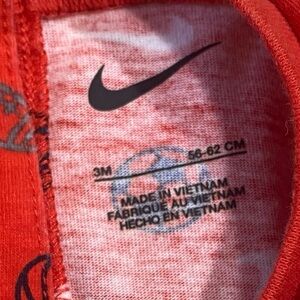 3M 56-62 CM
MADE IN VIETNAM
FABRIQUÉ AU VIETNAM
HECHO EN VIETNAM